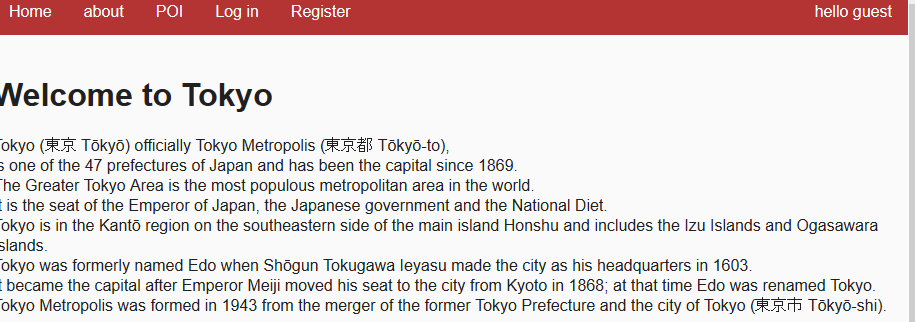 Home about POI Log in Register hello guest
Welcome to Tokyo
Tokyo (東京 Tōkyō) officially Tokyo Metropolis (東京都 Tōkyō-to),
is one of the 47 prefectures of Japan and has been the capital since 1869.
The Greater Tokyo Area is the most populous metropolitan area in the world.
It is the seat of the Emperor of Japan, the Japanese government and the National Diet.
Tokyo is in the Kantō region on the southeastern side of the main island Honshu and includes the Izu Islands and Ogasawara
Islands.
Tokyo was formerly named Edo when Shōgun Tokugawa Ieyasu made the city as his headquarters in 1603.
It became the capital after Emperor Meiji moved his seat to the city from Kyoto in 1868; at that time Edo was renamed Tokyo.
Tokyo Metropolis was formed in 1943 from the merger of the former Tokyo Prefecture and the city of Tokyo (東京市 Tōkyō-shi).